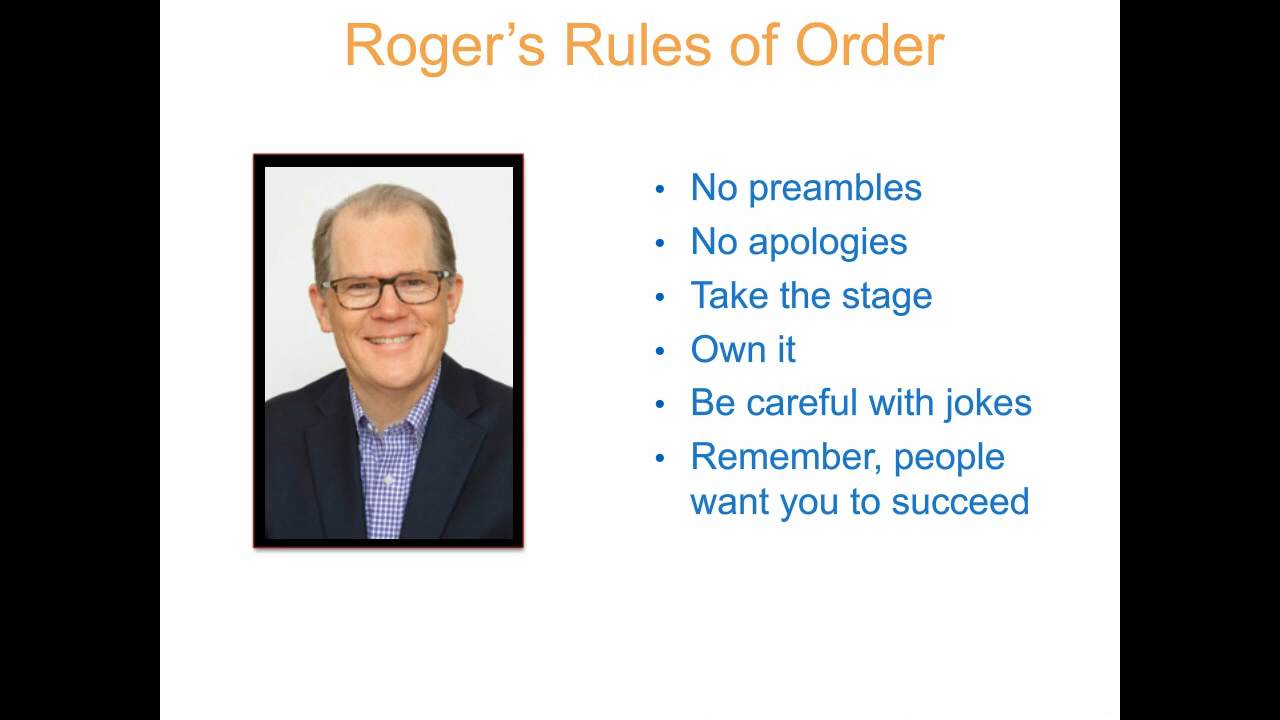 Roger’s Rules of Order
• No preambles
• No apologies
• Take the stage
• Own it
• Be careful with jokes
• Remember, people
want you to succeed